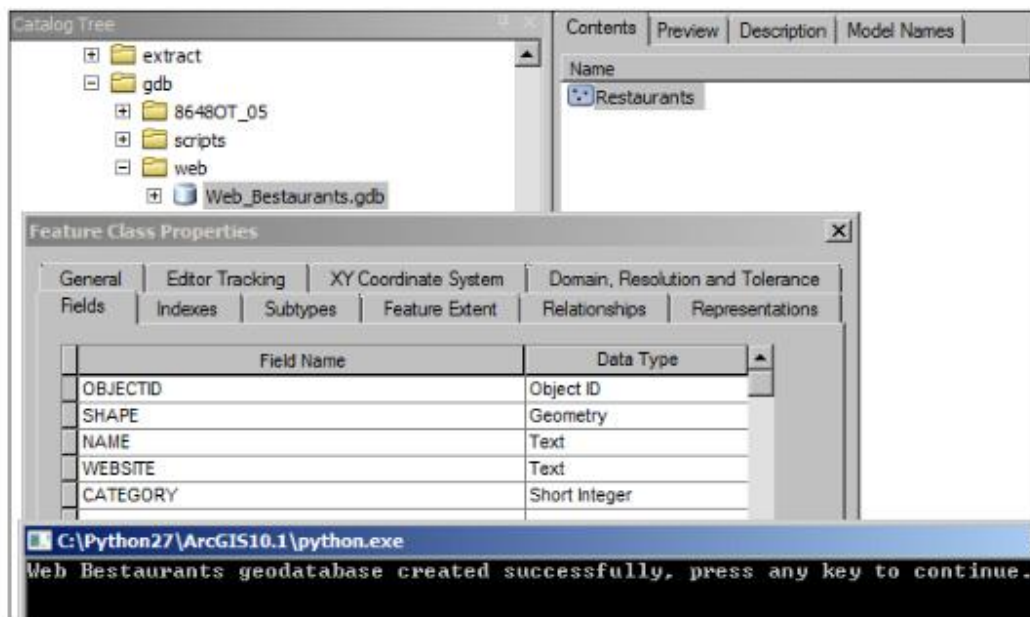 Catalog Tree
extract
gdb
8648OT_05
scripts
web
Web_Bestaurants.gdb
Contents Preview Description Model Names
Name
Restaurants
Feature Class Properties
General Editor Tracking XY Coordinate System Domain, Resolution and Tolerance
Fields Indexes Subtypes Feature Extent Relationships Representations
Field Name Data Type
OBJECTID Object ID
SHAPE Geometry
NAME Text
WEBSITE Text
CATEGORY Short Integer
C:\Python27\ArcGIS10.1\python.exe
Web Bestaurants geodatabase created successfully, press any key to continue.